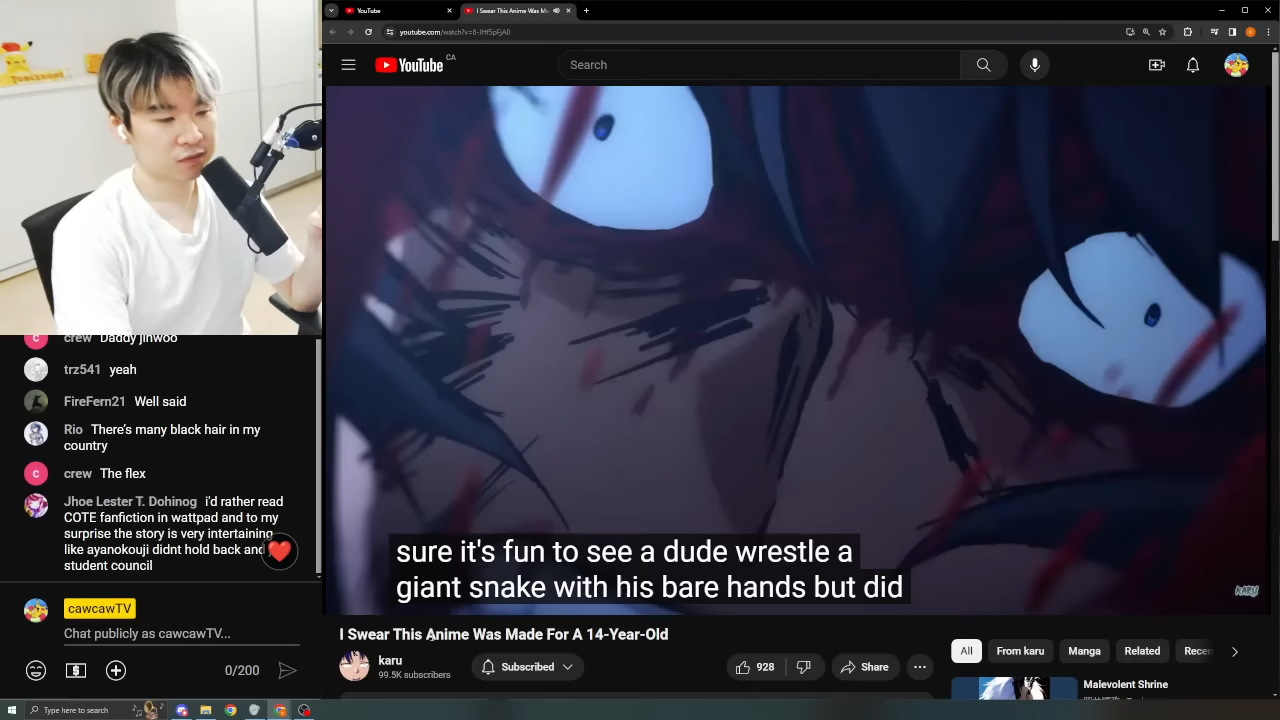 YouTube
I Swear This Anime Was M
youtube.com/watch?v=
YouTube
CA
Search
sure it's fun to see a dude wrestle a
giant snake with his bare hands but did
KARU
crew Daddy jinwoo
trz541 yeah
FireFern21 Well said
Rio There's many black hair in my
country
crew The flex
Jhoe Lester T. Dohinog i'd rather read
COTE fanfiction in wattpad and to my
surprise the story is very intertaining
like ayanokouji didnt hold back and
student council
cawcawTV
Chat publicly as cawcawTV...
0/200
I Swear This Anime Was Made For A 14-Year-Old
karu
99.5K subscribers
Subscribed
928
Share
All
From karu
Manga
Related
Recen
Malevolent Shrine
Type here to search